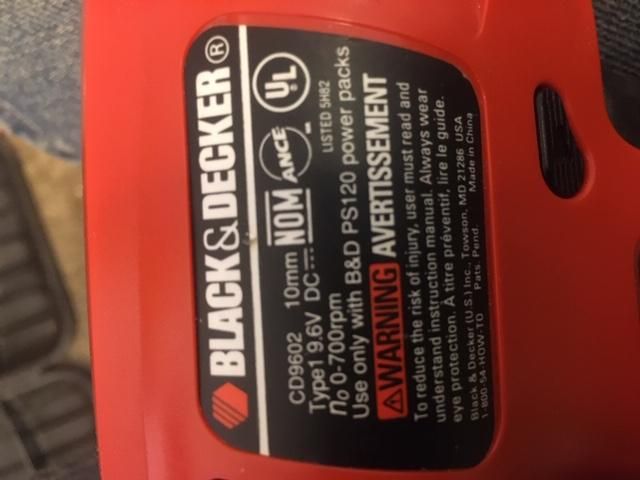 BLACK&DECKER®
CD9602 10mm
Type1 9.6V DC⎓ NOM ANCE UL
n₀ 0-700rpm LISTED 5H82
Use only with B&D PS120 power packs
⚠WARNING AVERTISSEMENT
To reduce the risk of injury, user must read and
understand instruction manual. Always wear
eye protection. À titre préventif, lire le guide.
Black & Decker (U.S.) Inc., Towson, MD 21286 USA
1-800-54-HOW-TO Pats. Pend. Made in China